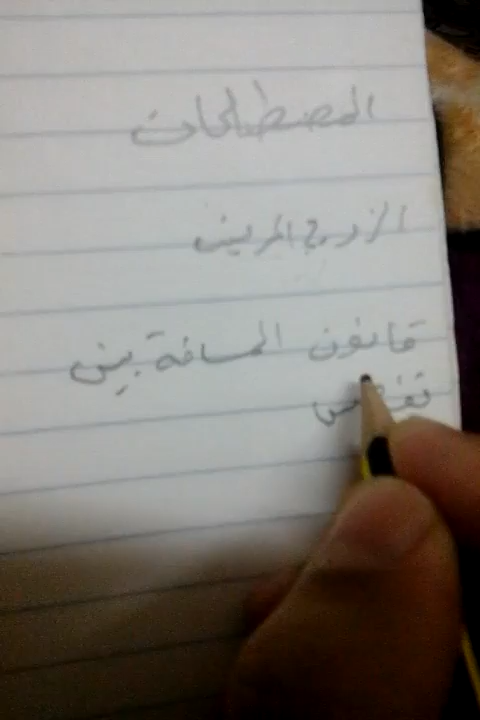 المصطلحات
الزوج المرتب
قانون المسافة بين